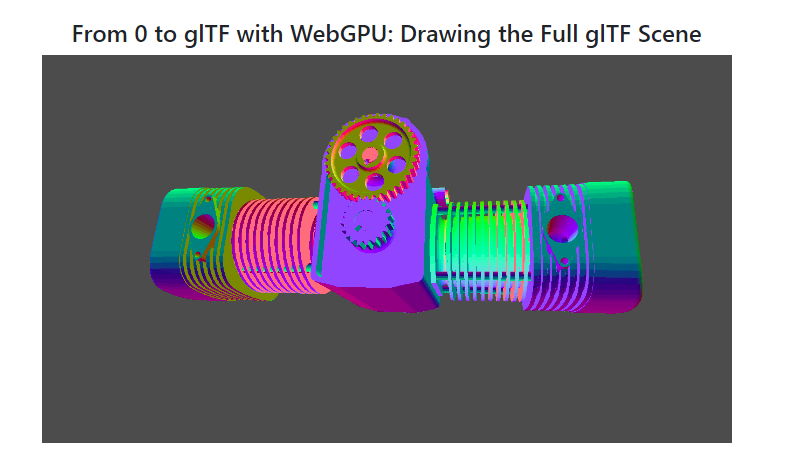 From 0 to glTF with WebGPU: Drawing the Full glTF Scene